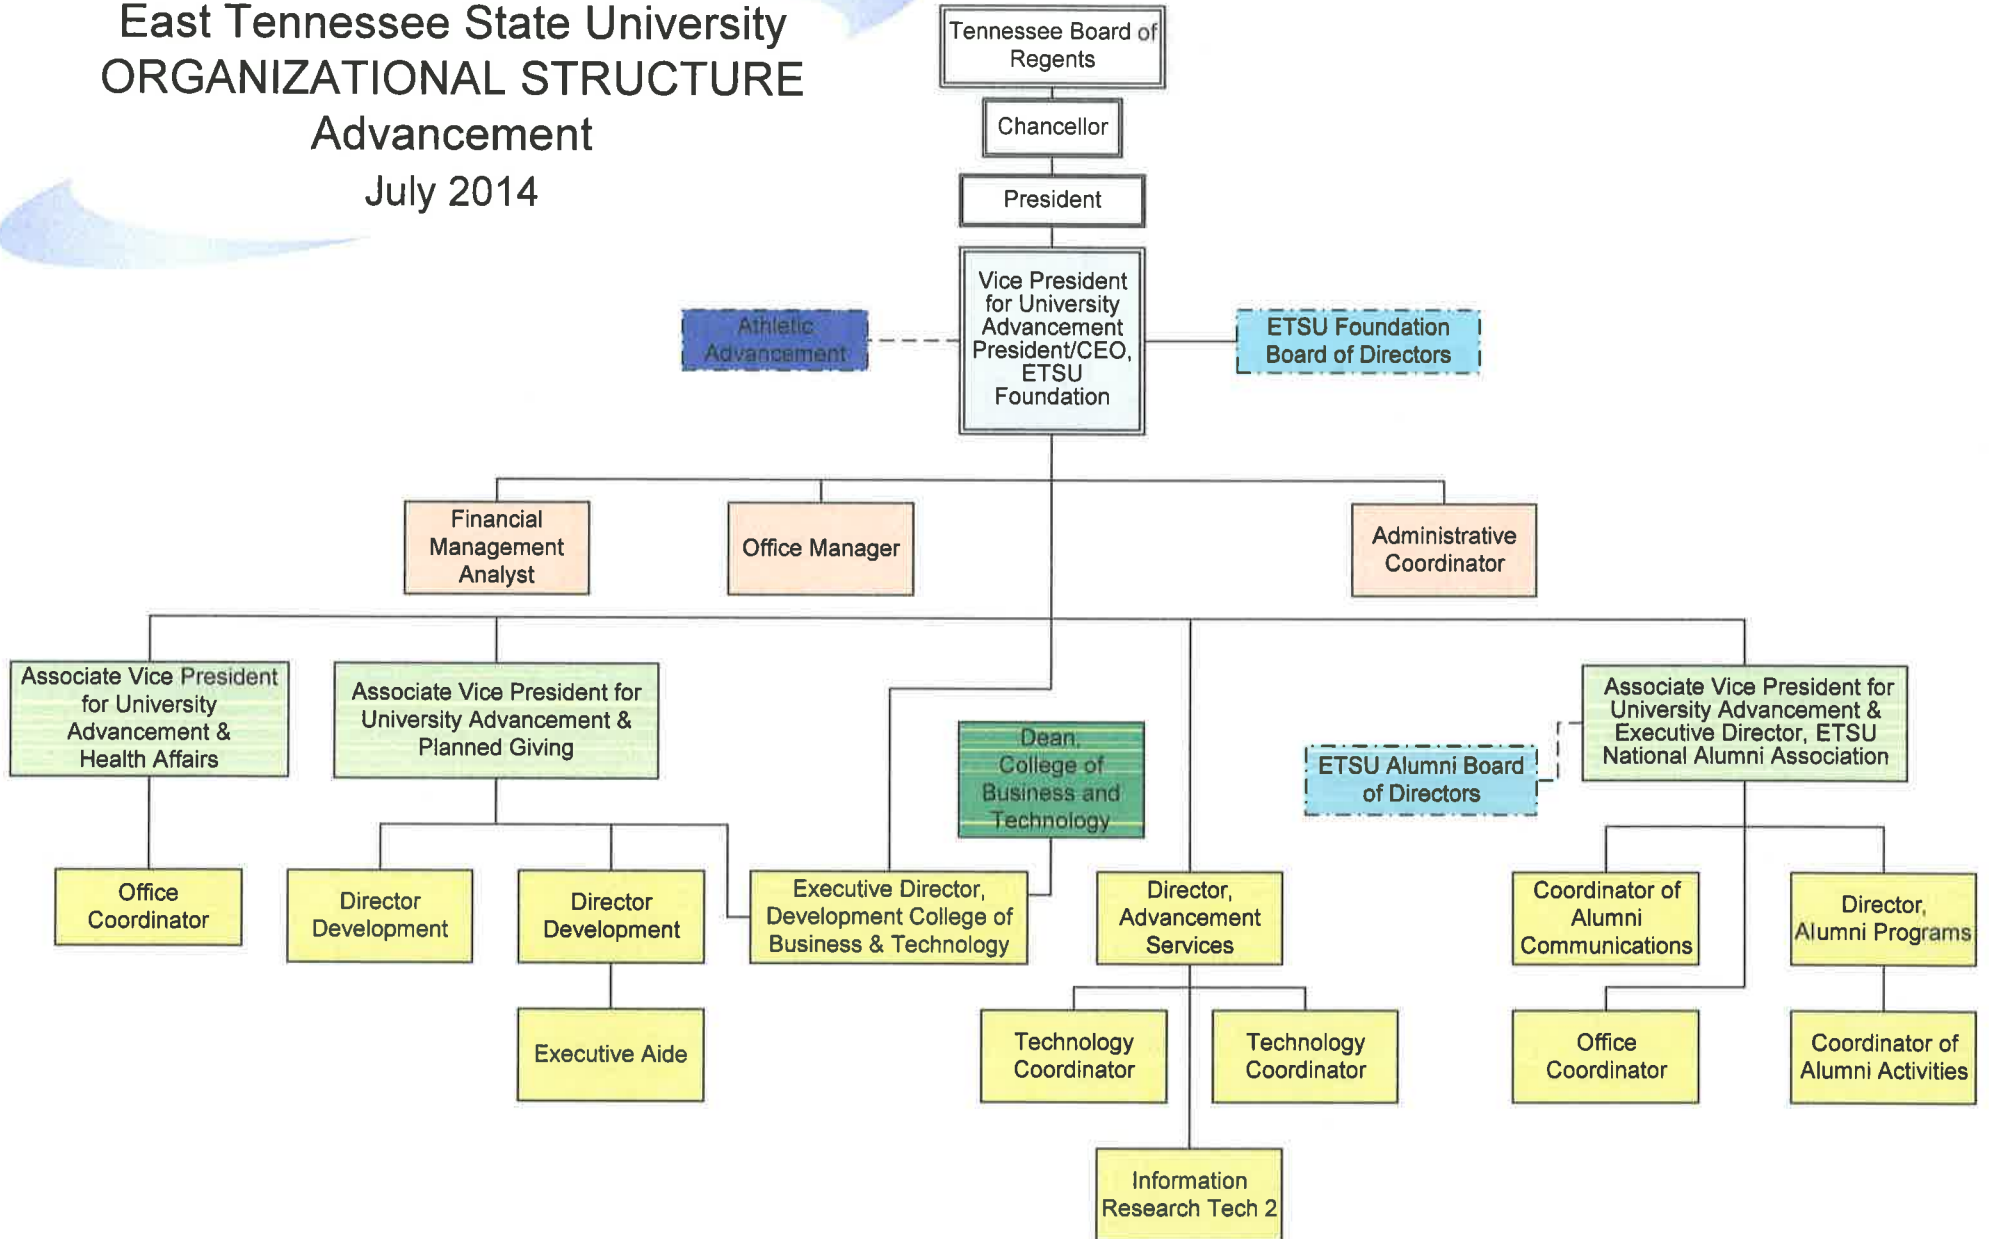 East Tennessee State University
ORGANIZATIONAL STRUCTURE
Advancement
July 2014
Tennessee Board of
Regents
Chancellor
President
Vice President
for University
Advancement
President/CEO,
ETSU
Foundation
Athletic
Advancement
ETSU Foundation
Board of Directors
Financial
Management
Analyst
Office Manager
Administrative
Coordinator
Associate Vice President
for University
Advancement &
Health Affairs
Associate Vice President for
University Advancement &
Planned Giving
Dean,
College of
Business and
Technology
ETSU Alumni Board
of Directors
Associate Vice President for
University Advancement &
Executive Director, ETSU
National Alumni Association
Office
Coordinator
Director
Development
Director
Development
Executive Director,
Development College of
Business & Technology
Director,
Advancement
Services
Coordinator of
Alumni
Communications
Director,
Alumni Programs
Executive Aide
Technology
Coordinator
Technology
Coordinator
Office
Coordinator
Coordinator of
Alumni Activities
Information
Research Tech 2